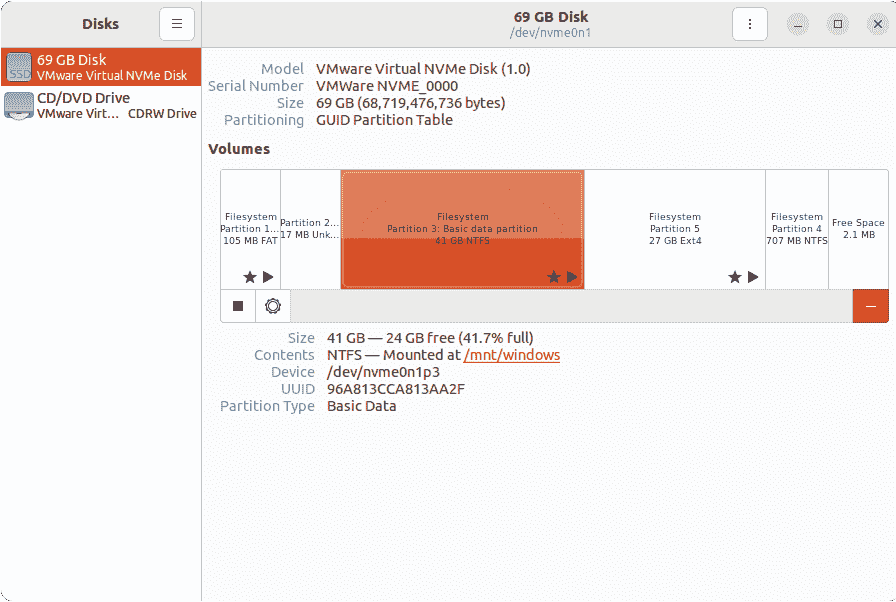 Disks
69 GB Disk
/dev/nvme0n1
69 GB Disk
VMware Virtual NVMe Disk
SSD
CD/DVD Drive
VMware Virt... CDRW Drive
Model VMware Virtual NVMe Disk (1.0)
Serial Number VMWare NVME_0000
Size 69 GB (68,719,476,736 bytes)
Partitioning GUID Partition Table
Volumes
Filesystem
Partition 1...
105 MB FAT
Partition 2...
17 MB Unk...
Filesystem
Partition 3: Basic data partition
41 GB NTFS
Filesystem
Partition 5
27 GB Ext4
Filesystem
Partition 4
707 MB NTFS
Free Space
2.1 MB
Size 41 GB — 24 GB free (41.7% full)
Contents NTFS — Mounted at /mnt/windows
Device /dev/nvme0n1p3
UUID 96A813CCA813AA2F
Partition Type Basic Data